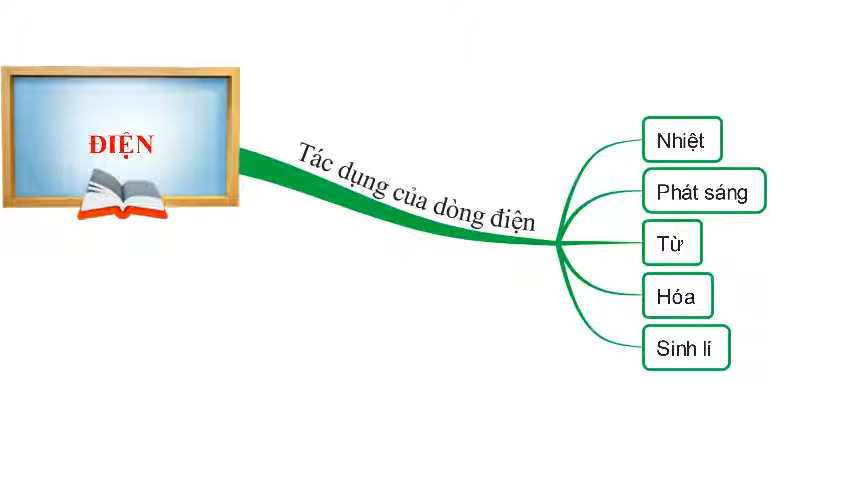 ĐIỆN
Tác dụng của dòng điện
Nhiệt
Phát sáng
Từ
Hóa
Sinh lí